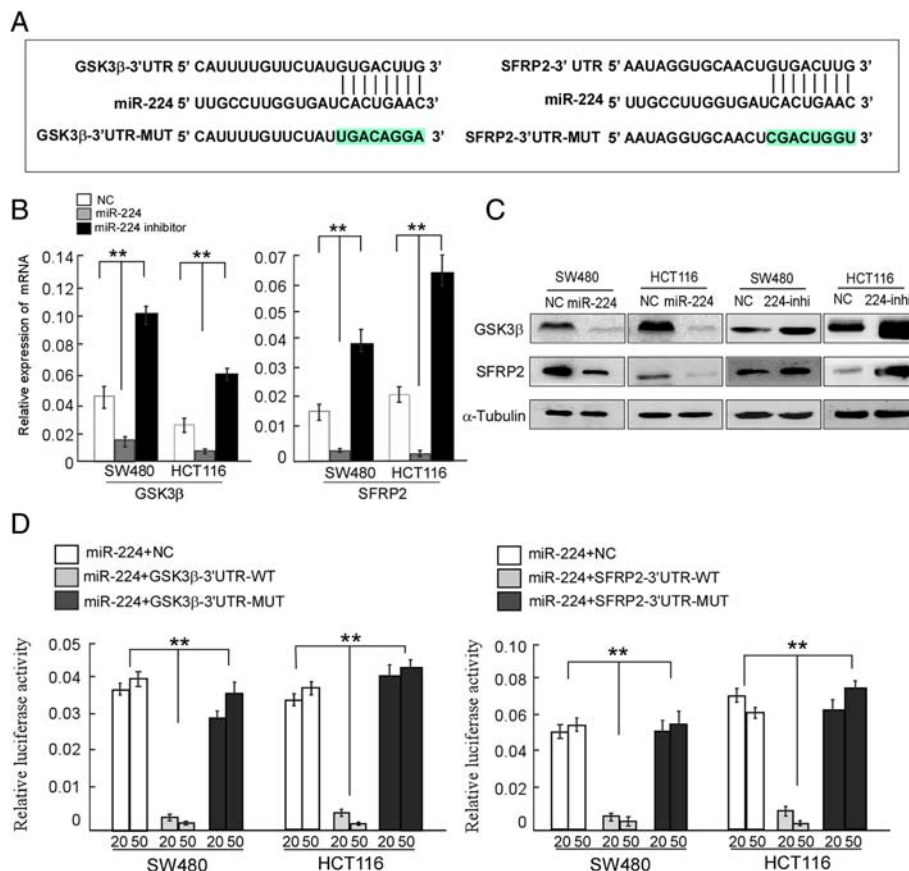 A
GSK3β-3'UTR 5' CAUUUUGUUCUAUGUGACUUG 3'
miR-224 5' UUGCCUUGGUGAUCACUGAAC3'
GSK3β-3'UTR-MUT 5' CAUUUUGUUCUAUUGACAGGA 3'
SFRP2-3' UTR 5' AAUAGGUGCAACUGUGACUUG 3'
miR-224 5' UUGCCUUGGUGAUCACUGAAC 3'
SFRP2-3'UTR-MUT 5' AAUAGGUGCAACUCGACUGGU 3'
B
NC
miR-224
miR-224 inhibitor
Relative expression of mRNA
0.14
0.12
0.10
0.08
0.06
0.04
0.02
0
** **
SW480 HCT116
GSK3β
0.07
0.06
0.05
0.04
0.03
0.02
0.01
0
** **
SW480 HCT116
SFRP2
C
SW480 HCT116 SW480 HCT116
NC miR-224 NC miR-224 NC 224-inhi NC 224-inhi
GSK3β
SFRP2
α-Tubulin
D
miR-224+NC
miR-224+GSK3β-3'UTR-WT
miR-224+GSK3β-3'UTR-MUT
Relative luciferase activity
0.05
0.04
0.03
0.02
0.01
0
** **
20 50 20 50 20 50 20 50 20 50 20 50
SW480 HCT116
miR-224+NC
miR-224+SFRP2-3'UTR-WT
miR-224+SFRP2-3'UTR-MUT
Relative luciferase activity
0.10
0.08
0.06
0.04
0.02
0
** **
20 50 20 50 20 50 20 50 20 50 20 50
SW480 HCT116